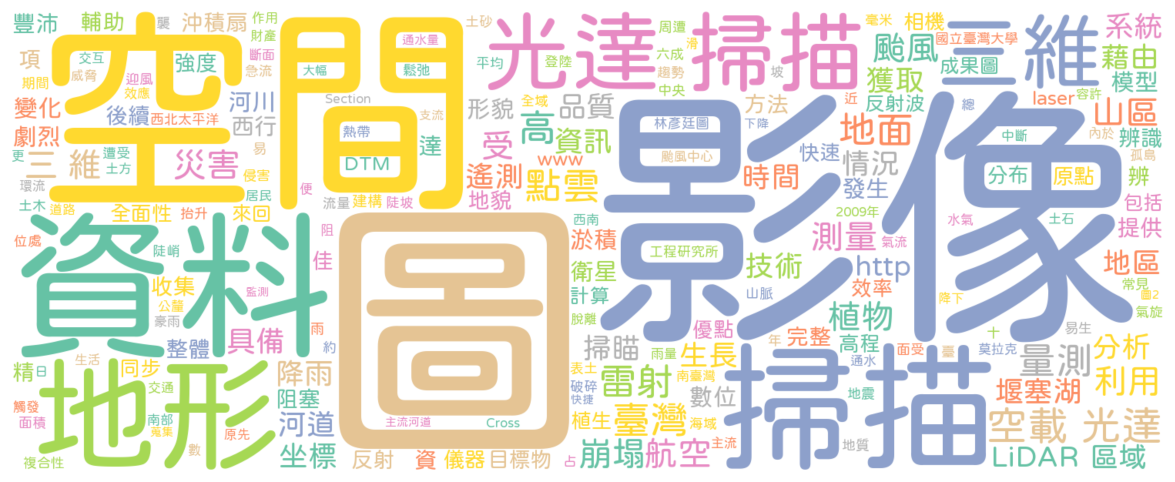 空間
影像
圖
資料
地形
掃描
光達掃描
三維
豐沛
輔助
作用
襲
沖積扇
財產
項
交互
威脅
迎風
效應
強度
斷面
急流
期間
變化
後續
西北太平洋
河川
西行
劇烈
更
遭受
土方
易
三 維
災害
環流
侵害
居民
土木
道路
全面性
抬升
來回
大幅
通水量
鬆弛
Section
支流
熱帶
DTM
達
便
流量
建構
陡坡
土砂
平均
登陸
滑
周遭
六成
趨勢
中央
坡
毫米
相機
國立臺灣大學
系統
颱風
成果圖
藉由
獲取
反射波
模型
形貌
全域
品質
方法
近
laser
容許
總
山區
高
資訊
林彥廷圖
下降
地面
中斷
內於
辨識
受
www
颱風中心
快速
情況
孤島
遙測
點雲
時間
發生
分布
原點
辨
地貌
2009年
水氣
包括
提供
位處
陡峭
阻
佳
收集
公釐
監測
豪雨
雨
約
具備
整體
西南
淤積
工程研究所
測量
氣流
土石
衛星
技術
http
地區
計算
山脈
效率
常見
圖2
降下
氣旋
脫離
優點
植物
年
完整
高程
面受
十
易生
掃瞄
雨量
生長
通水
莫拉克
臺
量測
分析
精
日
生活
同步
降雨
表土
破碎
快捷
雷射
南臺灣
數位
地震
堰塞湖
利用
觸發
面積
交通
南部
蒐集
原先
數
阻塞
河道
主流河道
Cross
植生
臺灣
海域
主流
地質
空載 光達
複合性
坐標
反射
資
儀器
目標物
占
崩塌
航空
LiDAR 區域